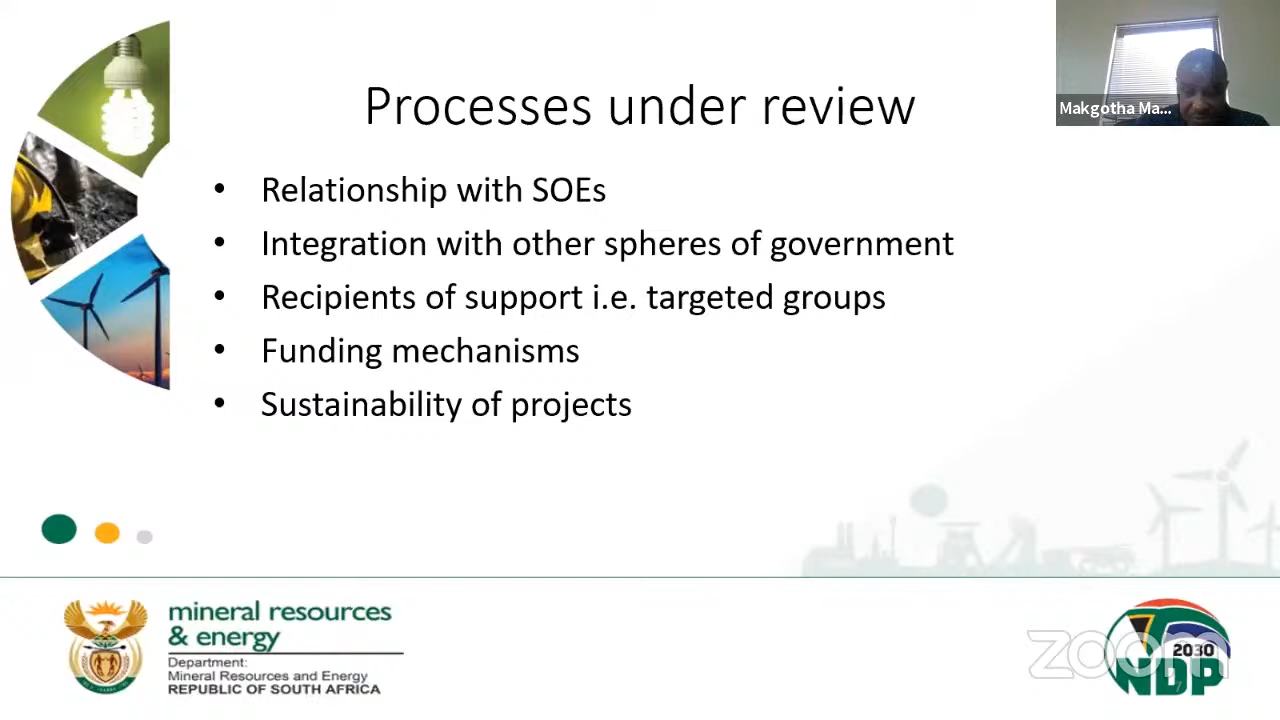 Processes under review
Makgotha Ma...
• Relationship with SOEs
• Integration with other spheres of government
• Recipients of support i.e. targeted groups
• Funding mechanisms
• Sustainability of projects
mineral resources
& energy
Department:
Mineral Resources and Energy
REPUBLIC OF SOUTH AFRICA
zoom
2030
NDP